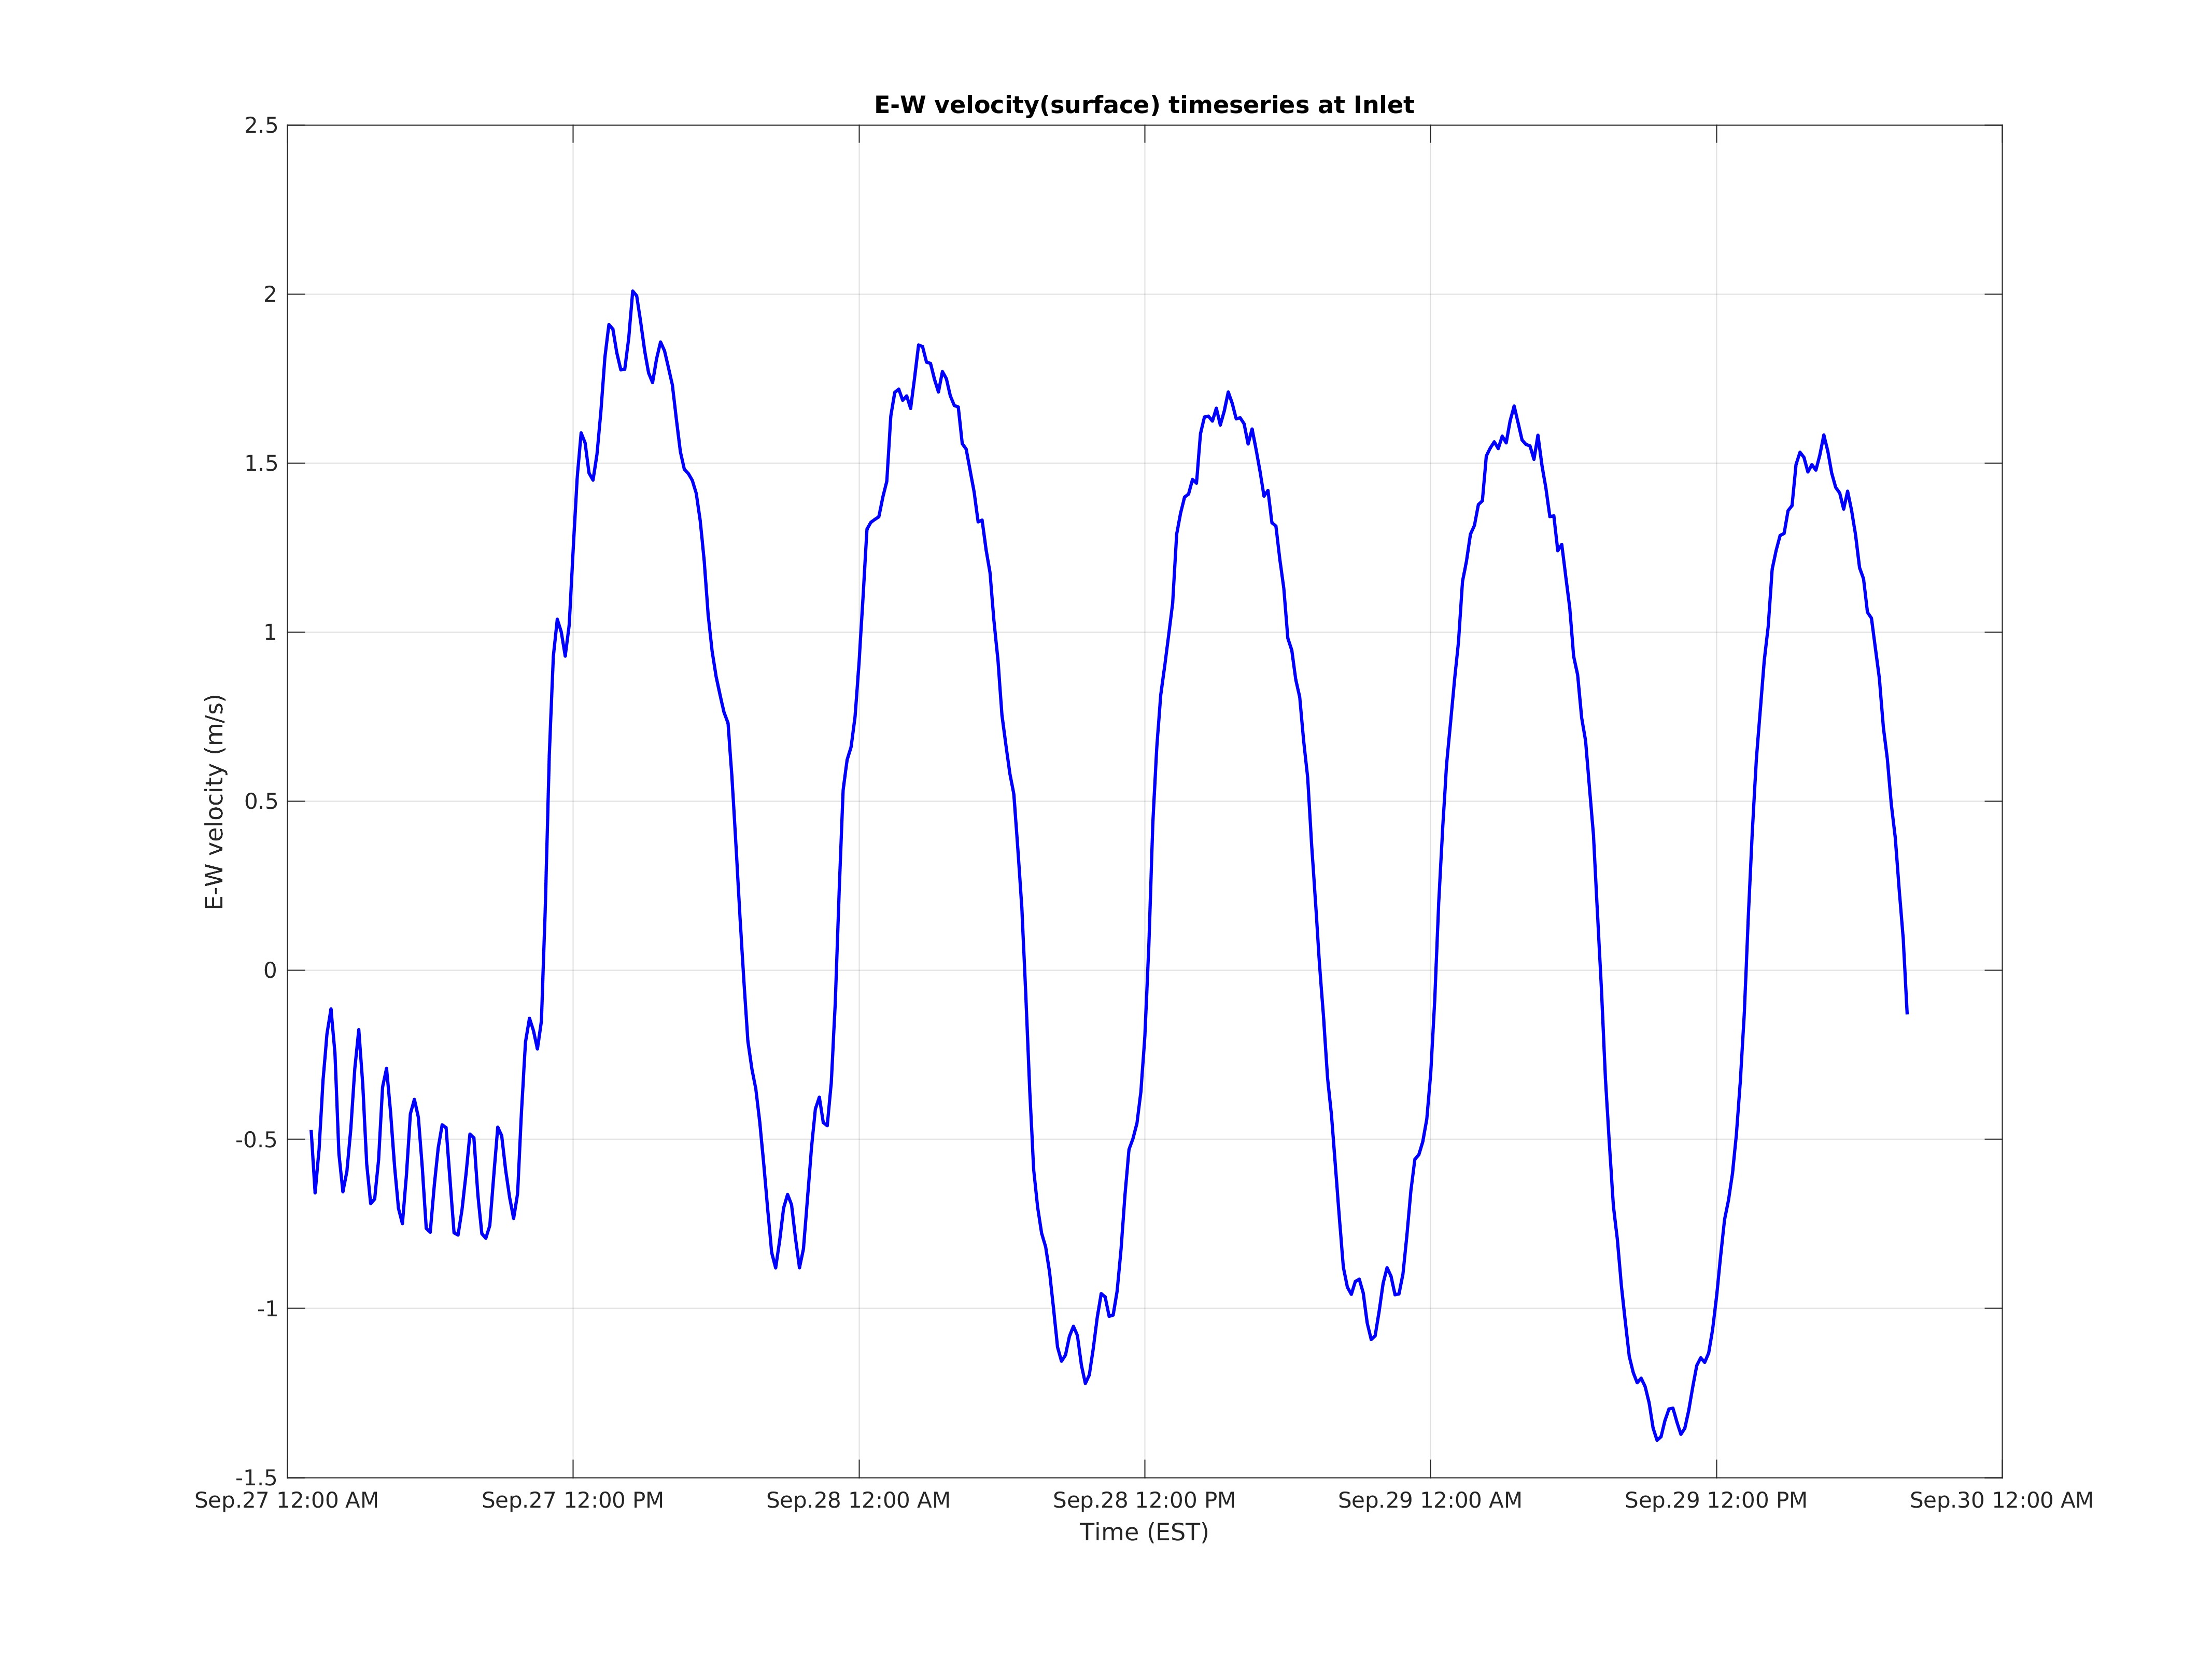 E-W velocity(surface) timeseries at Inlet
2.5
2
1.5
1
0.5
0
-0.5
-1
-1.5
E-W velocity (m/s)
Sep.27 12:00 AM Sep.27 12:00 PM Sep.28 12:00 AM Sep.28 12:00 PM Sep.29 12:00 AM Sep.29 12:00 PM Sep.30 12:00 AM
Time (EST)